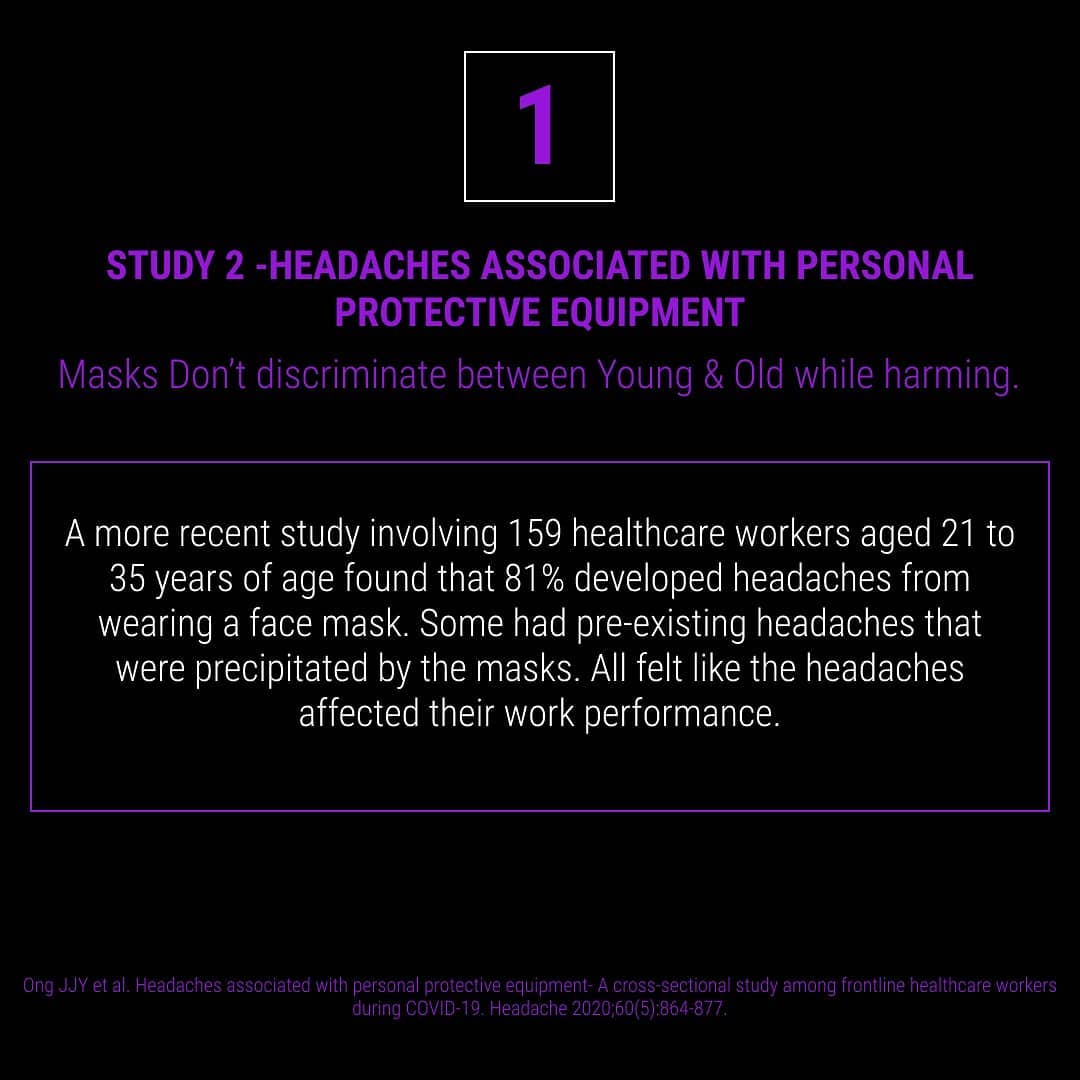 1
STUDY 2 -HEADACHES ASSOCIATED WITH PERSONAL
PROTECTIVE EQUIPMENT
Masks Don’t discriminate between Young & Old while harming.
A more recent study involving 159 healthcare workers aged 21 to
35 years of age found that 81% developed headaches from
wearing a face mask. Some had pre-existing headaches that
were precipitated by the masks. All felt like the headaches
affected their work performance.
Ong JJY et al. Headaches associated with personal protective equipment- A cross-sectional study among frontline healthcare workers
during COVID-19. Headache 2020;60(5):864-877.